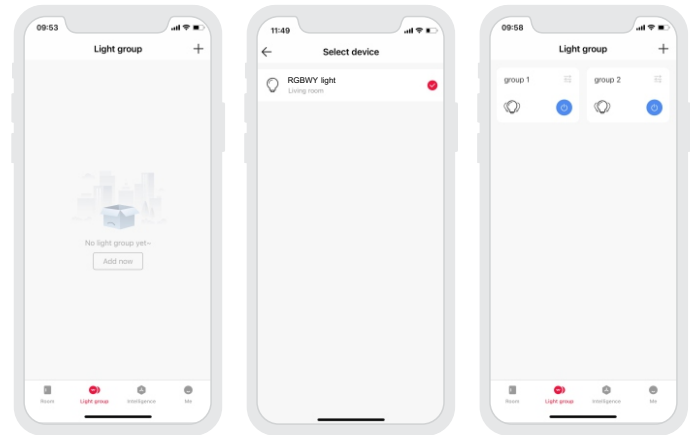 09:53
Light group
No light group yet~
Add now
Room
Light group
Intelligence
Me
11:49
Select device
RGBWY light
Living room
09:58
Light group
group 1
group 2
Room
Light group
Intelligence
Me